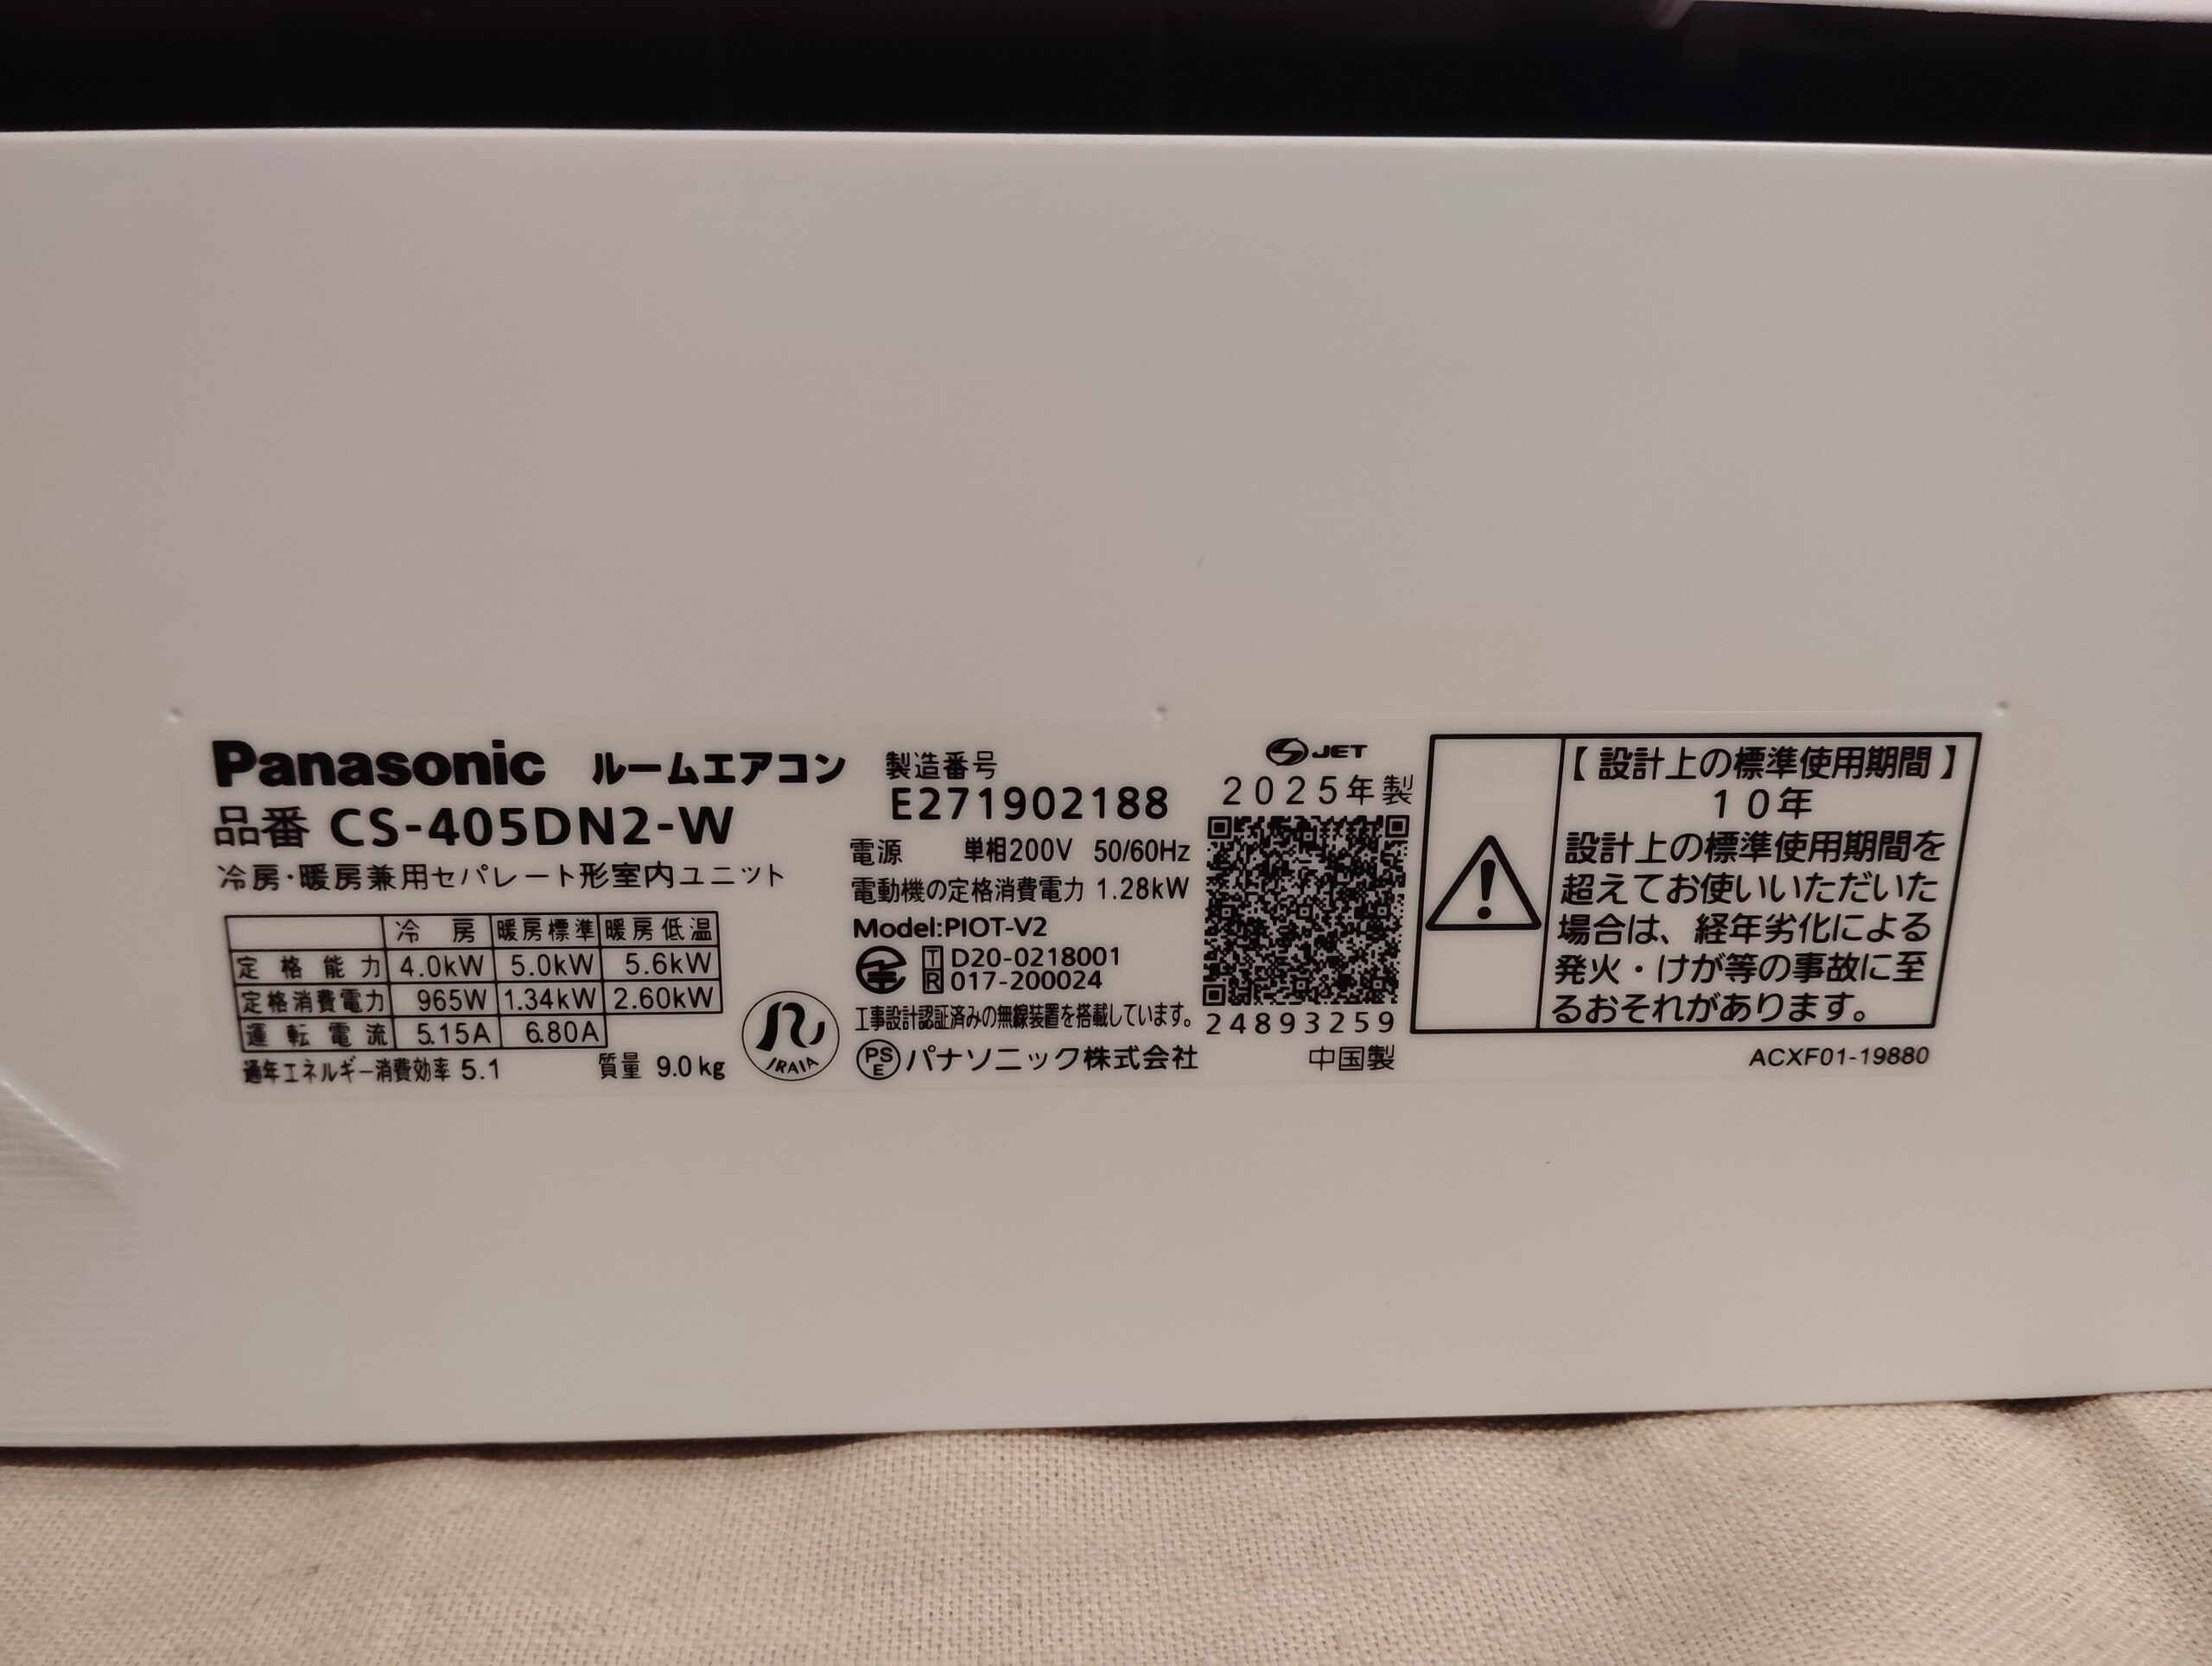 Panasonic ルームエアコン
品番 CS-405DN2-W
冷房・暖房兼用セパレート形室内ユニット
冷房 暖房標準 暖房低温
定格能力 4.0kW 5.0kW 5.6kW
定格消費電力 965W 1.34kW 2.60kW
運転電流 5.15A 6.80A
通年エネルギー消費効率 5.1 質量 9.0kg
JRAIA
製造番号
E271902188
電源 単相200V 50/60Hz
電動機の定格消費電力 1.28kW
Model:PIOT-V2
T D20-0218001
R 017-200024
工事設計認証済みの無線装置を搭載しています。
PSE パナソニック株式会社
JET
2025年製
24893259
中国製
【設計上の標準使用期間】
10年
設計上の標準使用期間を
超えてお使いいただいた
場合は、経年劣化による
発火・けが等の事故に至
るおそれがあります。
ACXF01-19880